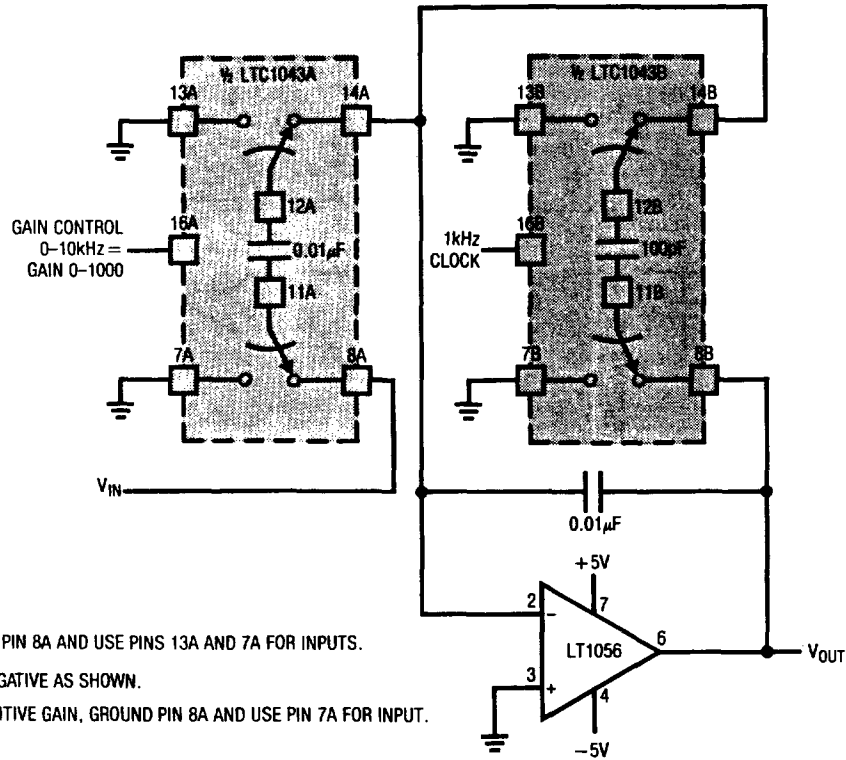 ½ LTC1043A
½ LTC1043B
13A
14A
13B
14B
12A
12B
GAIN CONTROL
0–10kHz =
GAIN 0–1000
16A
0.01µF
1kHz
CLOCK
16B
100pF
11A
11B
7A
8A
7B
8B
VIN
0.01µF
+5V
2
7
−
LT1056
6
VOUT
3
+
4
−5V
PIN 8A AND USE PINS 13A AND 7A FOR INPUTS.
GATIVE AS SHOWN.
ITIVE GAIN, GROUND PIN 8A AND USE PIN 7A FOR INPUT.